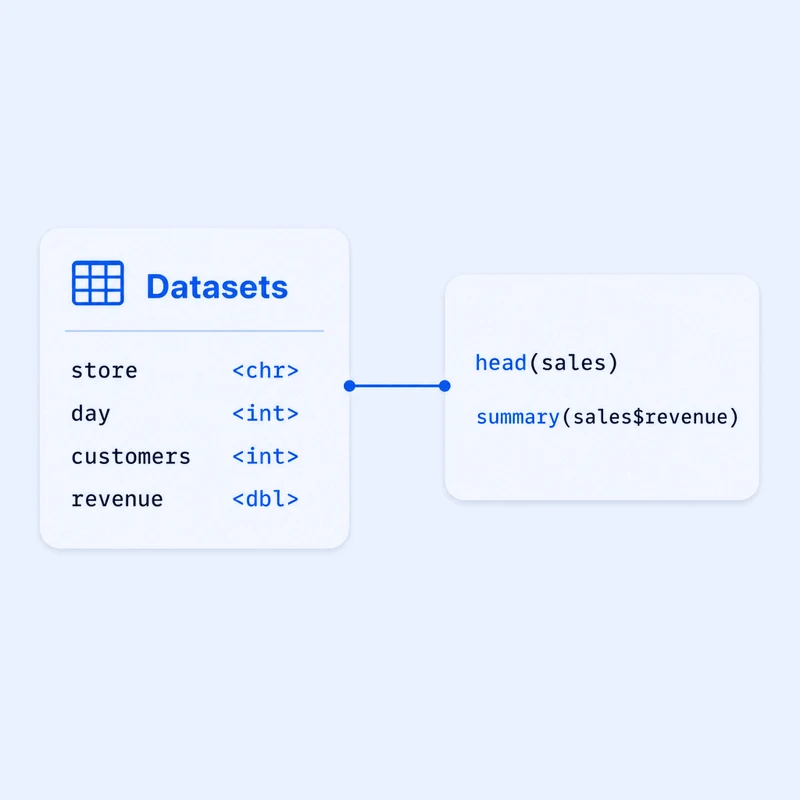 Datasets
store <chr>
day <int>
customers <int>
revenue <dbl>
head(sales)
summary(sales$revenue)